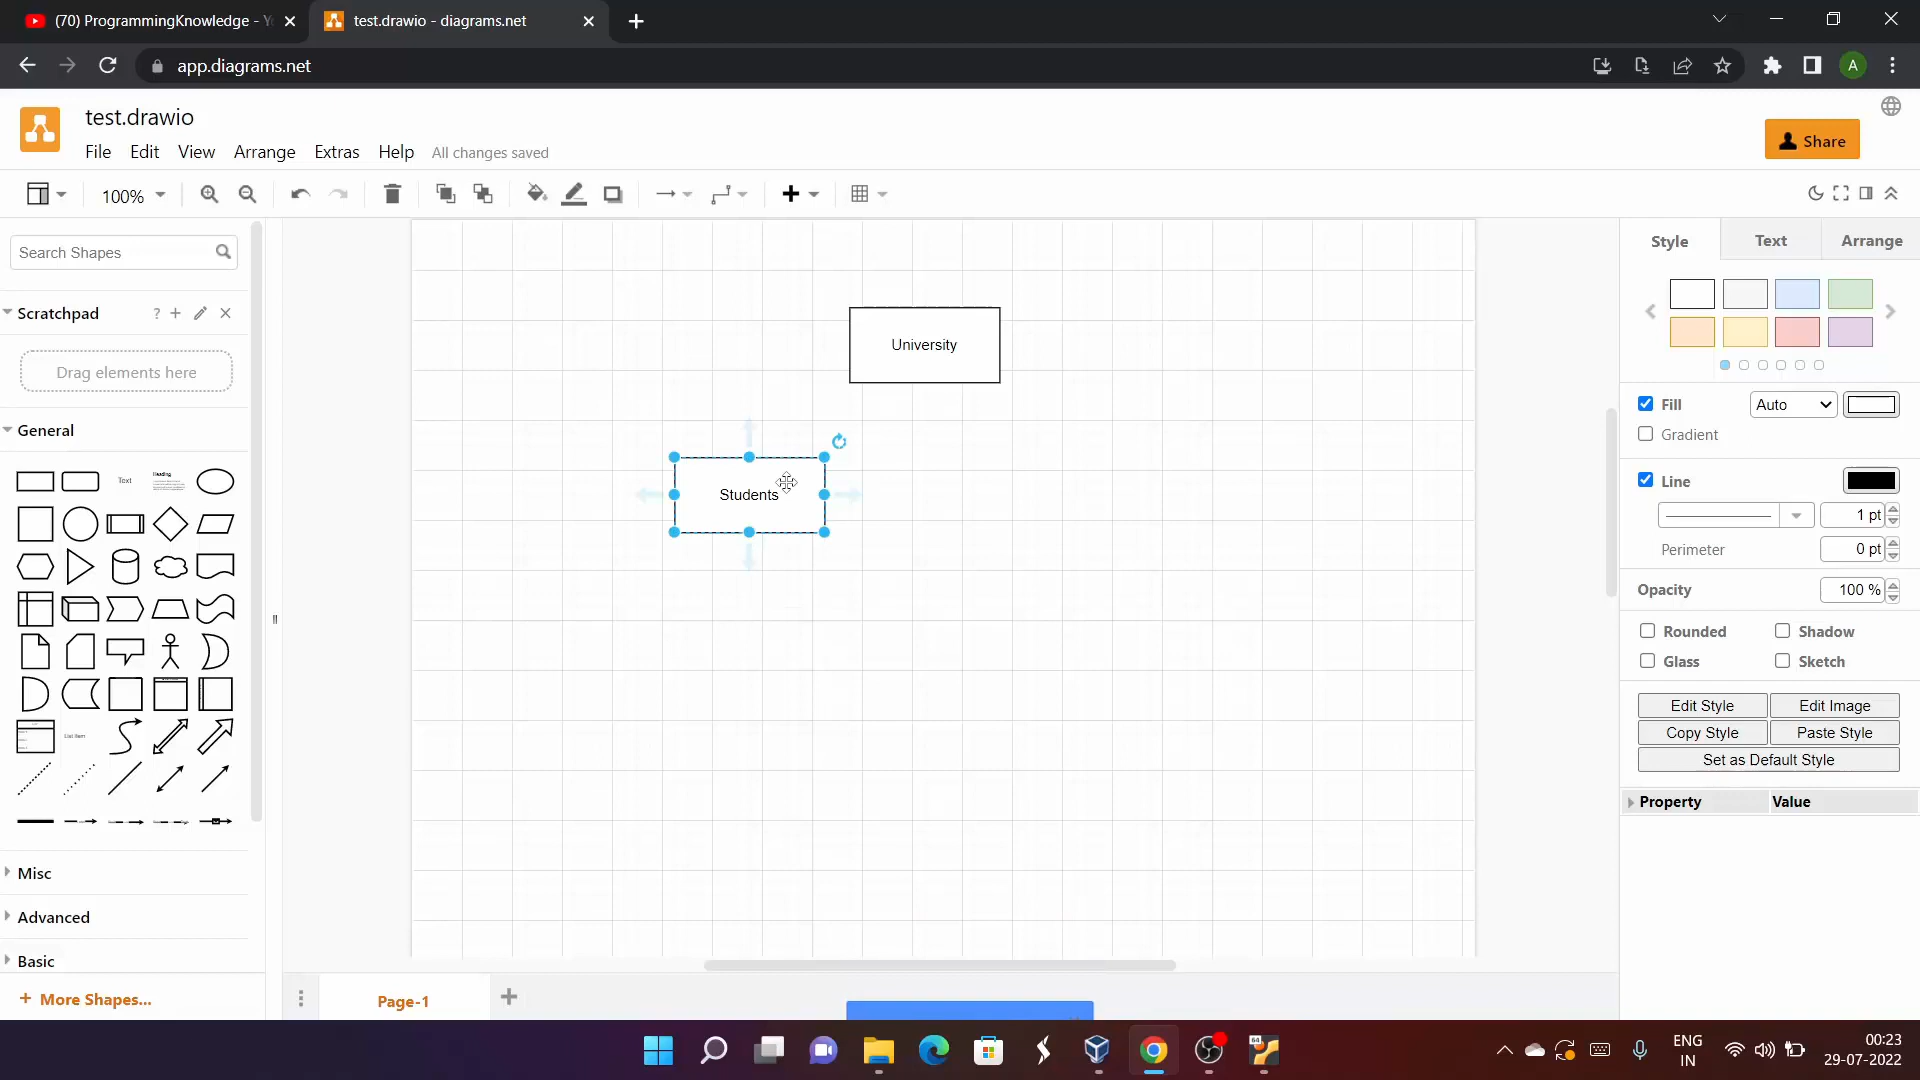 (70) ProgrammingKnowledge - Y
test.drawio - diagrams.net
app.diagrams.net
A
test.drawio
File Edit View Arrange Extras Help All changes saved
Share
100%
Search Shapes
Scratchpad
?
Drag elements here
General
Text
Heading
List Item
Misc
Advanced
Basic
+ More Shapes...
University
Students
Page-1
Style Text Arrange
Fill Auto
Gradient
Line
1 pt
Perimeter 0 pt
Opacity 100 %
Rounded Shadow
Glass Sketch
Edit Style Edit Image
Copy Style Paste Style
Set as Default Style
Property Value
64
ENG
IN
00:23
29-07-2022